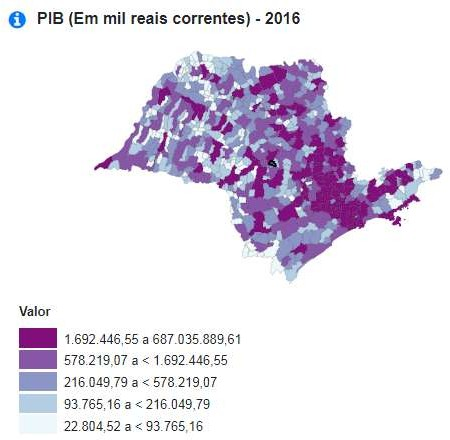 i PIB (Em mil reais correntes) - 2016
Valor
1.692.446,55 a 687.035.889,61
578.219,07 a < 1.692.446,55
216.049,79 a < 578.219,07
93.765,16 a < 216.049,79
22.804,52 a < 93.765,16